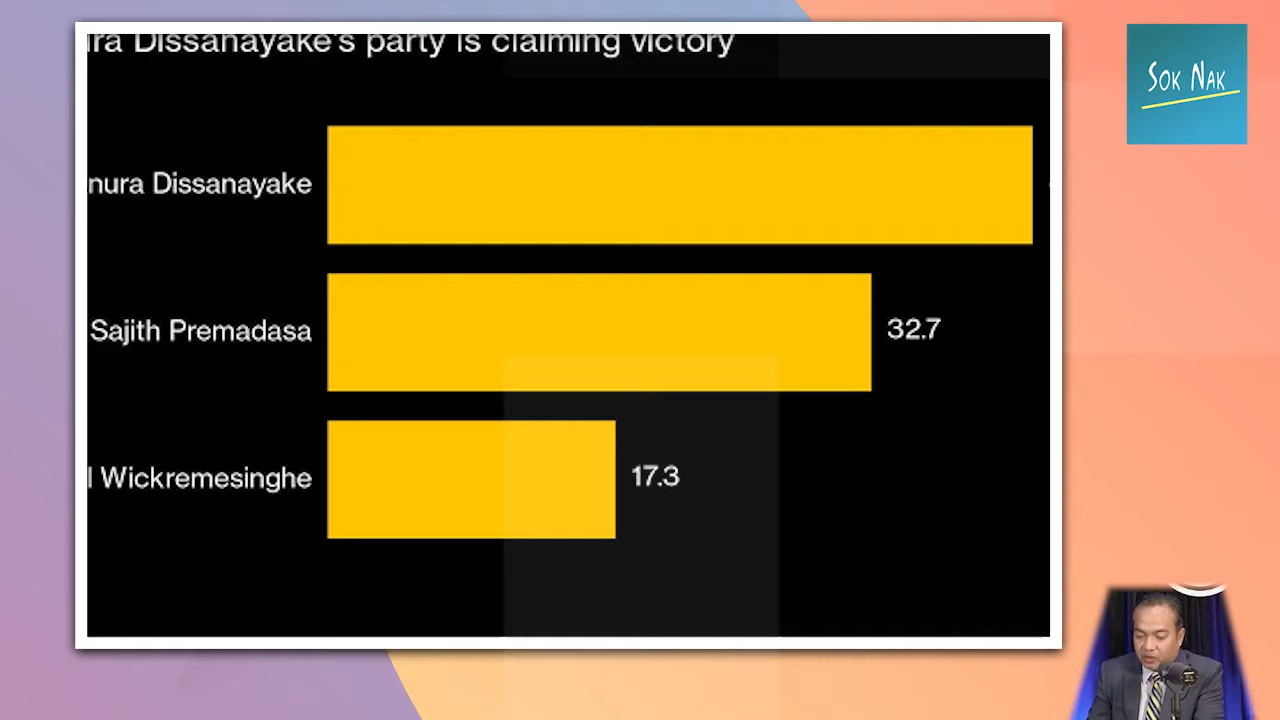 ra Dissanayake's party is claiming victory
nura Dissanayake
Sajith Premadasa
32.7
l Wickremesinghe
17.3
SOK NAK